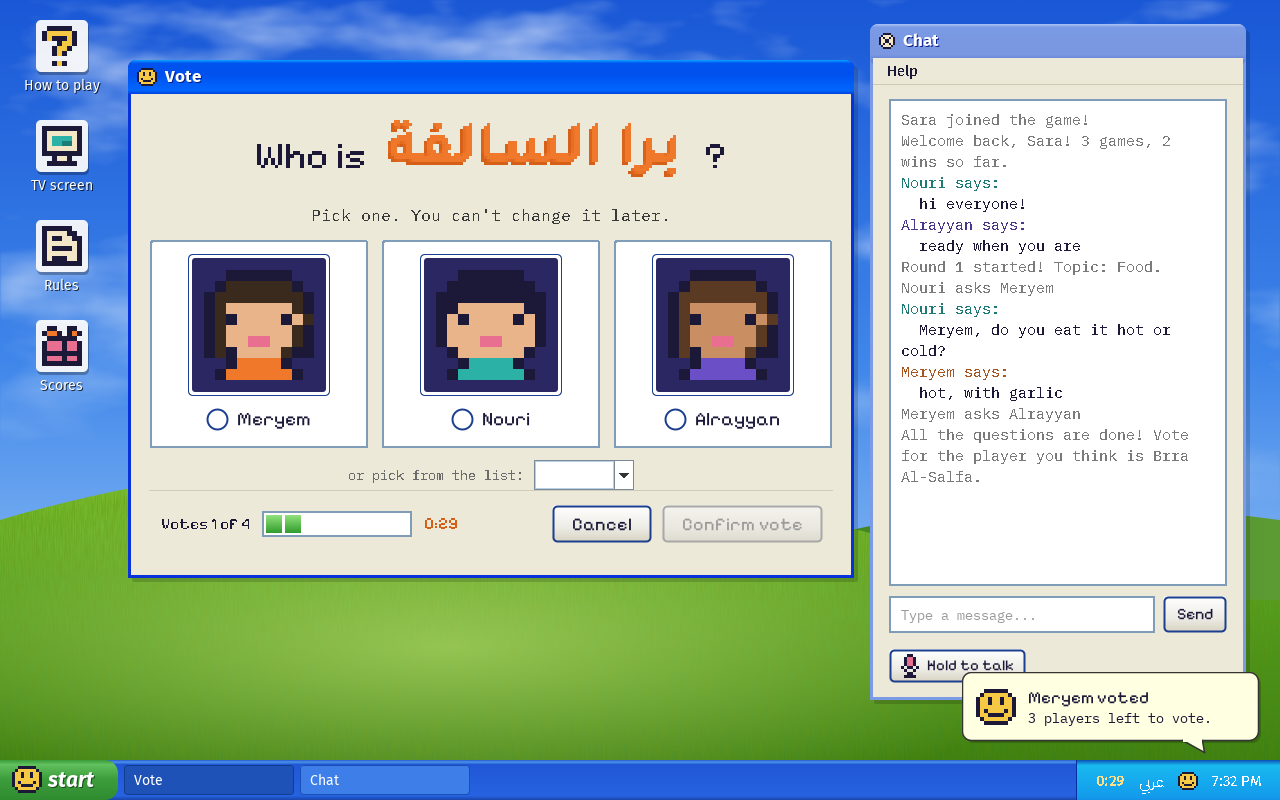 How to play
TV screen
Rules
Scores
Vote
Who is برا السالفة ?
Pick one. You can't change it later.
Meryem
Nouri
Alrayyan
or pick from the list:
Votes 1 of 4
0:29
Cancel
Confirm vote
Chat
Help
Sara joined the game!
Welcome back, Sara! 3 games, 2
wins so far.
Nouri says:
hi everyone!
Alrayyan says:
ready when you are
Round 1 started! Topic: Food.
Nouri asks Meryem
Nouri says:
Meryem, do you eat it hot or
cold?
Meryem says:
hot, with garlic
Meryem asks Alrayyan
All the questions are done! Vote
for the player you think is Brra
Al-Salfa.
Type a message...
Send
Hold to talk
Meryem voted
3 players left to vote.
start
Vote
Chat
0:29
عربي
7:32 PM